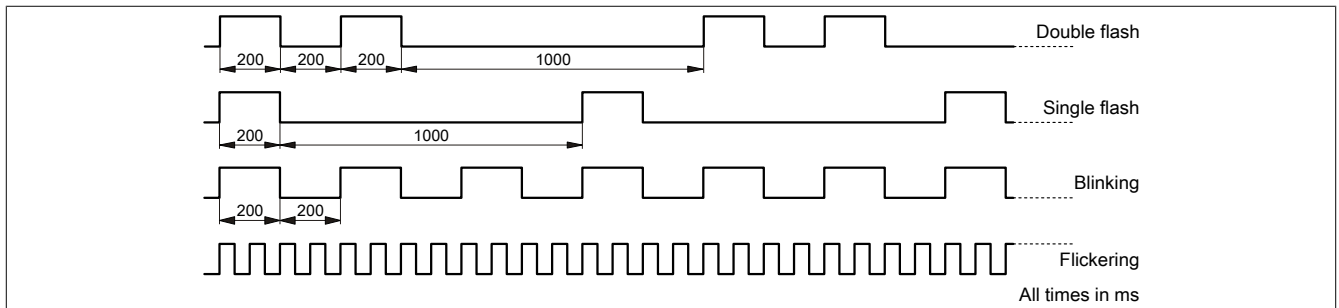 Double flash
200 200 200 1000
Single flash
200 1000
Blinking
200 200
Flickering
All times in ms